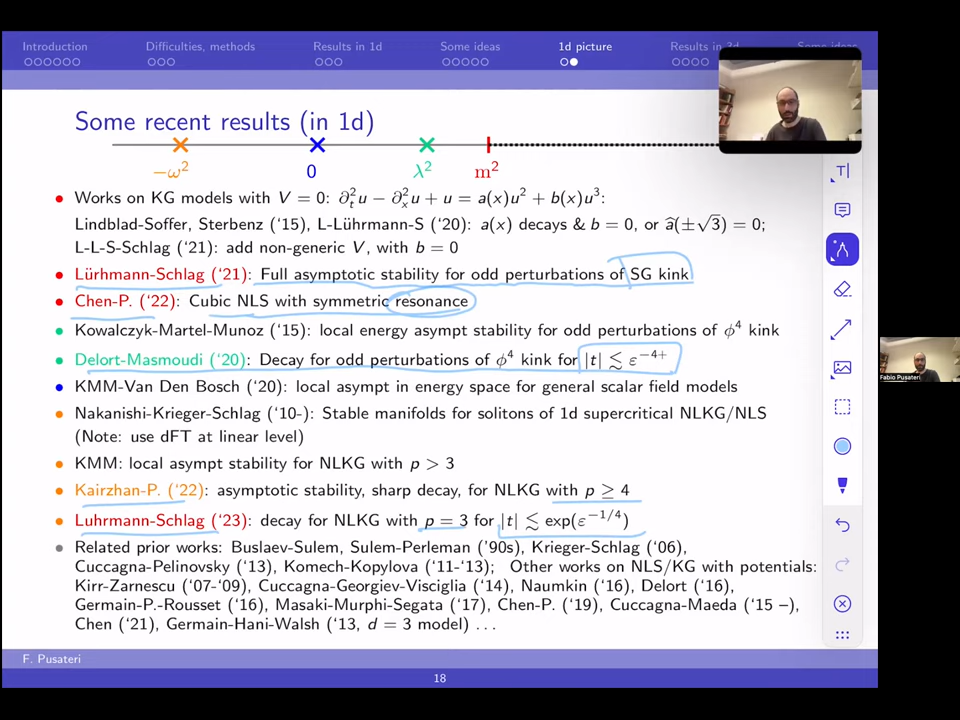 Introduction Difficulties, methods Results in 1d Some ideas 1d picture Results in 3d Some ideas
Some recent results (in 1d)
−ω² 0 λ² m²
• Works on KG models with V = 0: ∂²ₜu − ∂²ₓu + u = a(x)u² + b(x)u³:
Lindblad-Soffer, Sterbenz ('15), L-Lührmann-S ('20): a(x) decays & b = 0, or â(±√3) = 0;
L-L-S-Schlag ('21): add non-generic V, with b = 0
• Lürhmann-Schlag ('21): Full asymptotic stability for odd perturbations of SG kink
• Chen-P. ('22): Cubic NLS with symmetric resonance
• Kowalczyk-Martel-Munoz ('15): local energy asympt stability for odd perturbations of ϕ⁴ kink
• Delort-Masmoudi ('20): Decay for odd perturbations of ϕ⁴ kink for |t| ≲ ε⁻⁴⁺
• KMM-Van Den Bosch ('20): local asympt in energy space for general scalar field models
• Nakanishi-Krieger-Schlag ('10-): Stable manifolds for solitons of 1d supercritical NLKG/NLS
(Note: use dFT at linear level)
• KMM: local asympt stability for NLKG with p > 3
• Kairzhan-P. ('22): asymptotic stability, sharp decay, for NLKG with p ≥ 4
• Luhrmann-Schlag ('23): decay for NLKG with p = 3 for |t| ≲ exp(ε^{−1/4})
• Related prior works: Buslaev-Sulem, Sulem-Perleman ('90s), Krieger-Schlag ('06),
Cuccagna-Pelinovsky ('13), Komech-Kopylova ('11-'13); Other works on NLS/KG with potentials:
Kirr-Zarnescu ('07-'09), Cuccagna-Georgiev-Visciglia ('14), Naumkin ('16), Delort ('16),
Germain-P.-Rousset ('16), Masaki-Murphi-Segata ('17), Chen-P. ('19), Cuccagna-Maeda ('15 –),
Chen ('21), Germain-Hani-Walsh ('13, d = 3 model) ...
F. Pusateri
18
Fabio Pusateri
T